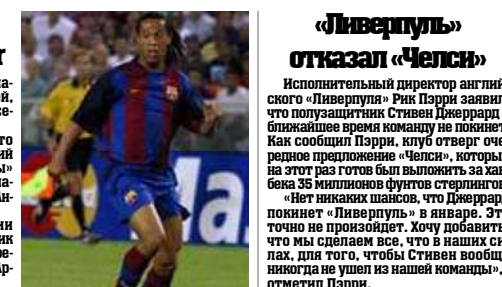 «Ливерпуль»
отказал «Челси»
Исполнительный директор англий
ского «Ливерпуля» Рик Пэрри заявил
что полузащитник Стивен Джеррард
ближайшее время команду не покинет
Как сообщил Пэрри, клуб отверг оче
редное предложение «Челси», которы
на этот раз готов был выложить за хав
бека 35 миллионов фунтов стерлингов
«Нет никаких шансов, что Джеррард
покинет «Ливерпуль» в январе. Эт
точно не произойдет. Хочу добавить
что мы сделаем все, что в наших си
лах, для того, чтобы Стивен вообщ
никогда не ушел из нашей команды»,
отметил Пэрри.